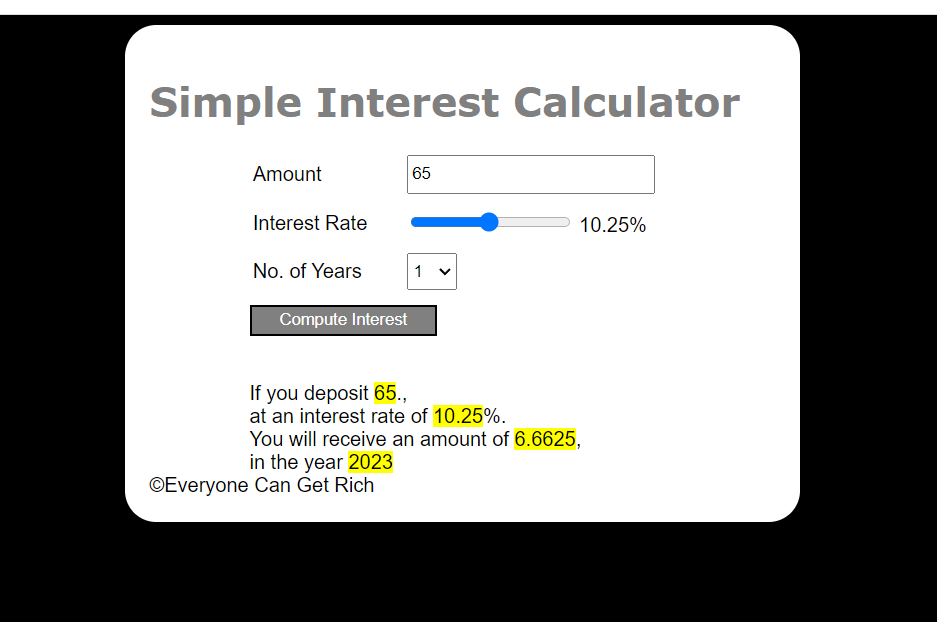 Simple Interest Calculator
Amount 65
Interest Rate 10.25%
No. of Years 1
Compute Interest
If you deposit 65.,
at an interest rate of 10.25%.
You will receive an amount of 6.6625,
in the year 2023
©Everyone Can Get Rich